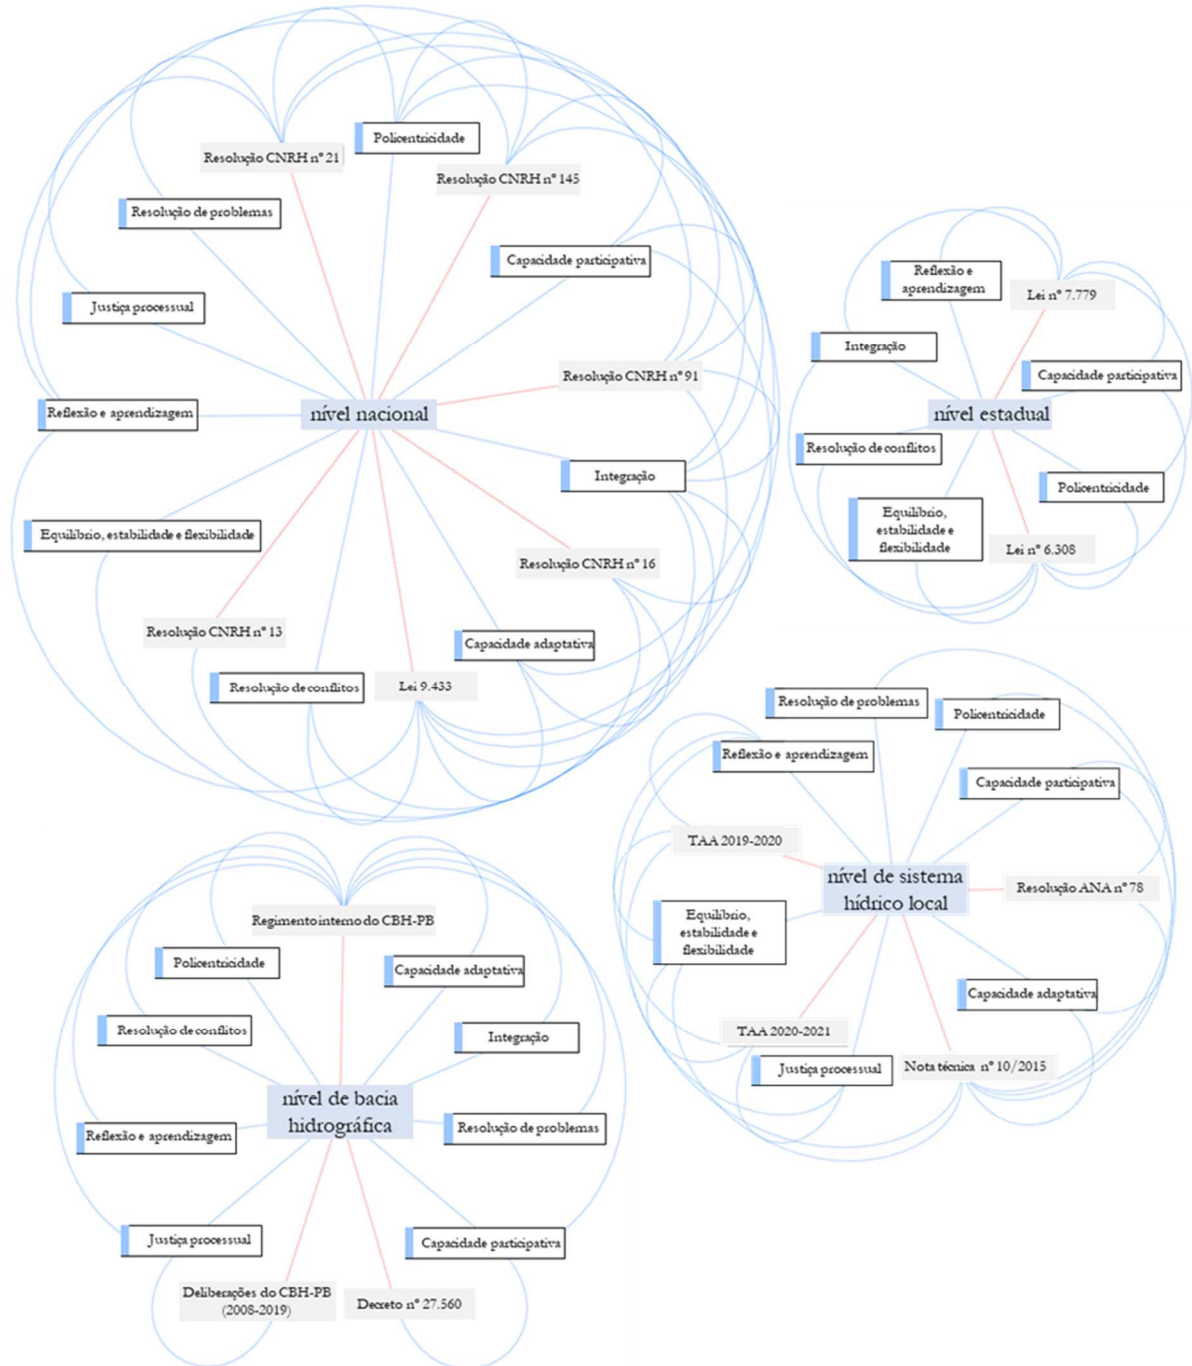 Policentricidade
Resolução CNRH nº 21
Resolução CNRH nº 145
Resolução de problemas
Capacidade participativa
Justiça processual
Resolução CNRH nº 91
Reflexão e aprendizagem
nível nacional
Integração
Equilíbrio, estabilidade e flexibilidade
Resolução CNRH nº 16
Resolução CNRH nº 13
Capacidade adaptativa
Resolução de conflitos
Lei 9.433
Reflexão e
aprendizagem
Lei nº 7.779
Integração
Capacidade participativa
nível estadual
Resolução de conflitos
Policentricidade
Equilíbrio,
estabilidade e
flexibilidade
Lei nº 6.308
Resolução de problemas
Policentricidade
Reflexão e aprendizagem
Capacidade participativa
TAA 2019-2020
nível de sistema
hídrico local
Resolução ANA nº 78
Equilíbrio,
estabilidade e
flexibilidade
Capacidade adaptativa
TAA 2020-2021
Justiça processual
Nota técnica nº 10/2015
Regimento interno do CBH-PB
Policentricidade
Capacidade adaptativa
Resolução de conflitos
Integração
nível de bacia
hidrográfica
Reflexão e aprendizagem
Resolução de problemas
Justiça processual
Capacidade participativa
Deliberações do CBH-PB
(2008-2019)
Decreto nº 27.560